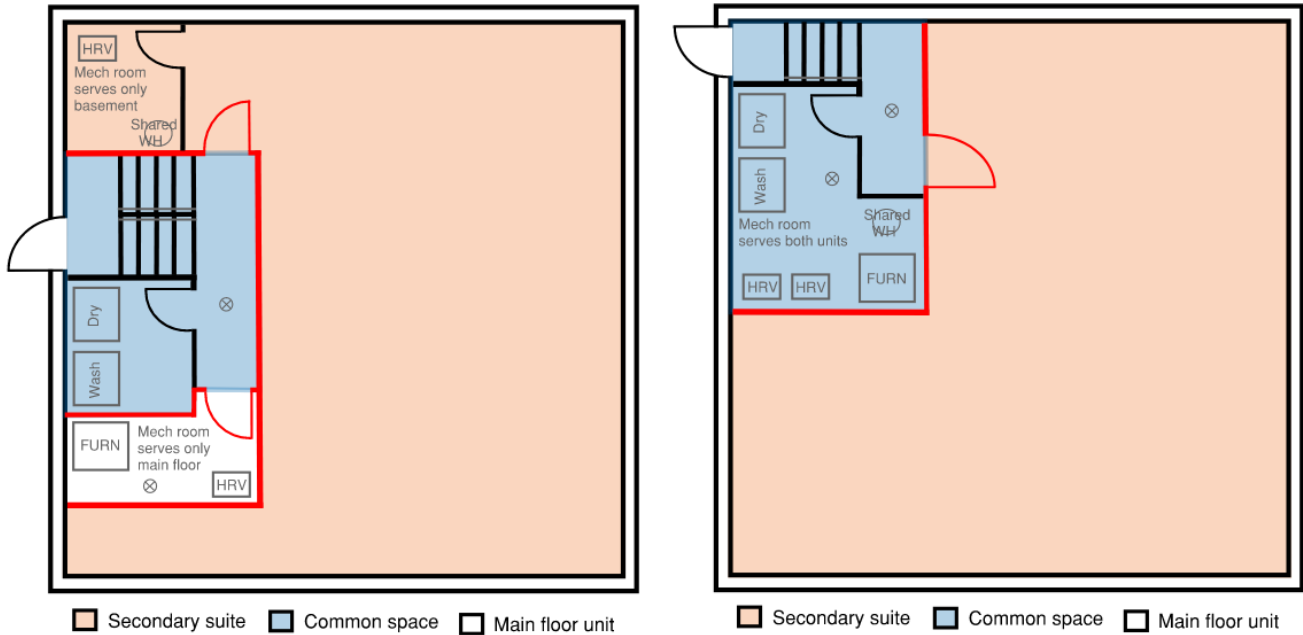 HRV
Mech room
serves only
basement
Shared
WH
Dry
Wash
FURN
Mech room
serves only
main floor
HRV
Secondary suite
Common space
Main floor unit
Dry
Wash
Shared
WH
Mech room
serves both units
HRV
HRV
FURN
Secondary suite
Common space
Main floor unit